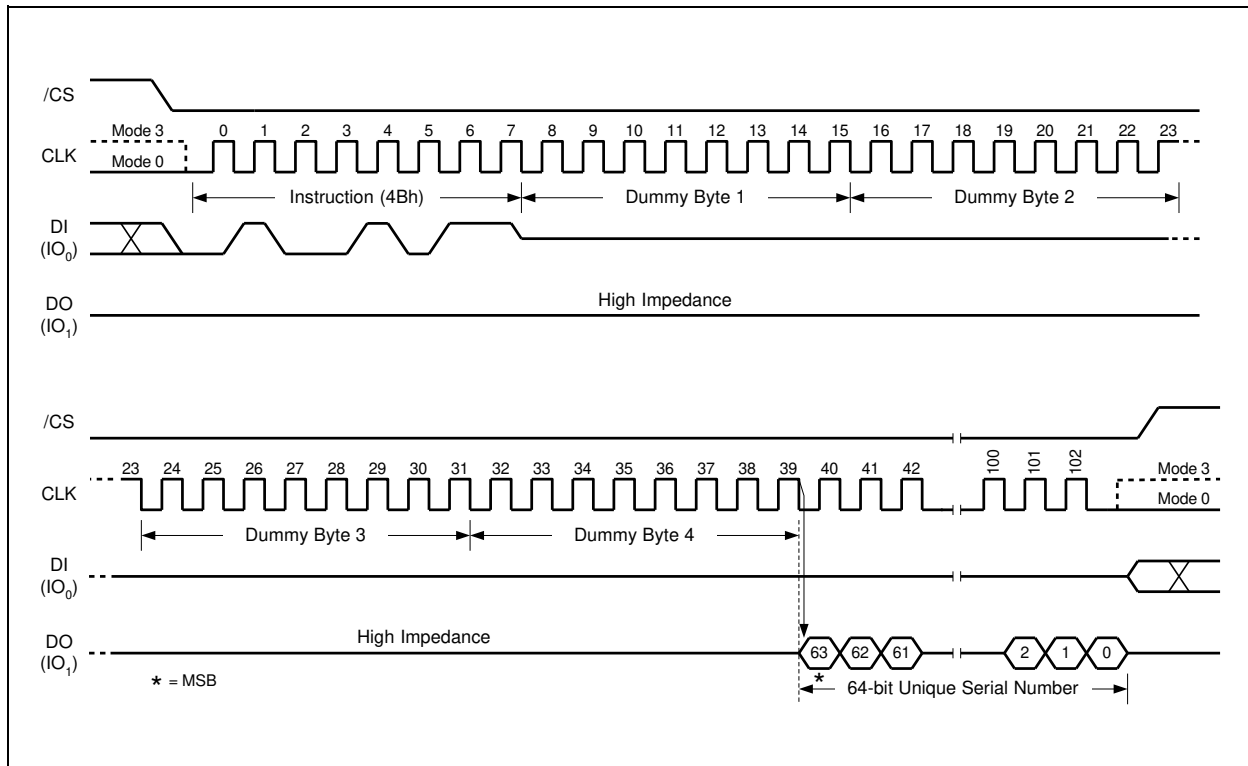 /CS
Mode 3
0 1 2 3 4 5 6 7 8 9 10 11 12 13 14 15 16 17 18 19 20 21 22 23
CLK
Mode 0
Instruction (4Bh)
Dummy Byte 1
Dummy Byte 2
DI
(IO0)
High Impedance
DO
(IO1)
/CS
23 24 25 26 27 28 29 30 31 32 33 34 35 36 37 38 39 40 41 42 100 101 102
Mode 3
CLK
Mode 0
Dummy Byte 3
Dummy Byte 4
DI
(IO0)
High Impedance
DO
(IO1)
63 62 61 2 1 0
* = MSB
*
64-bit Unique Serial Number